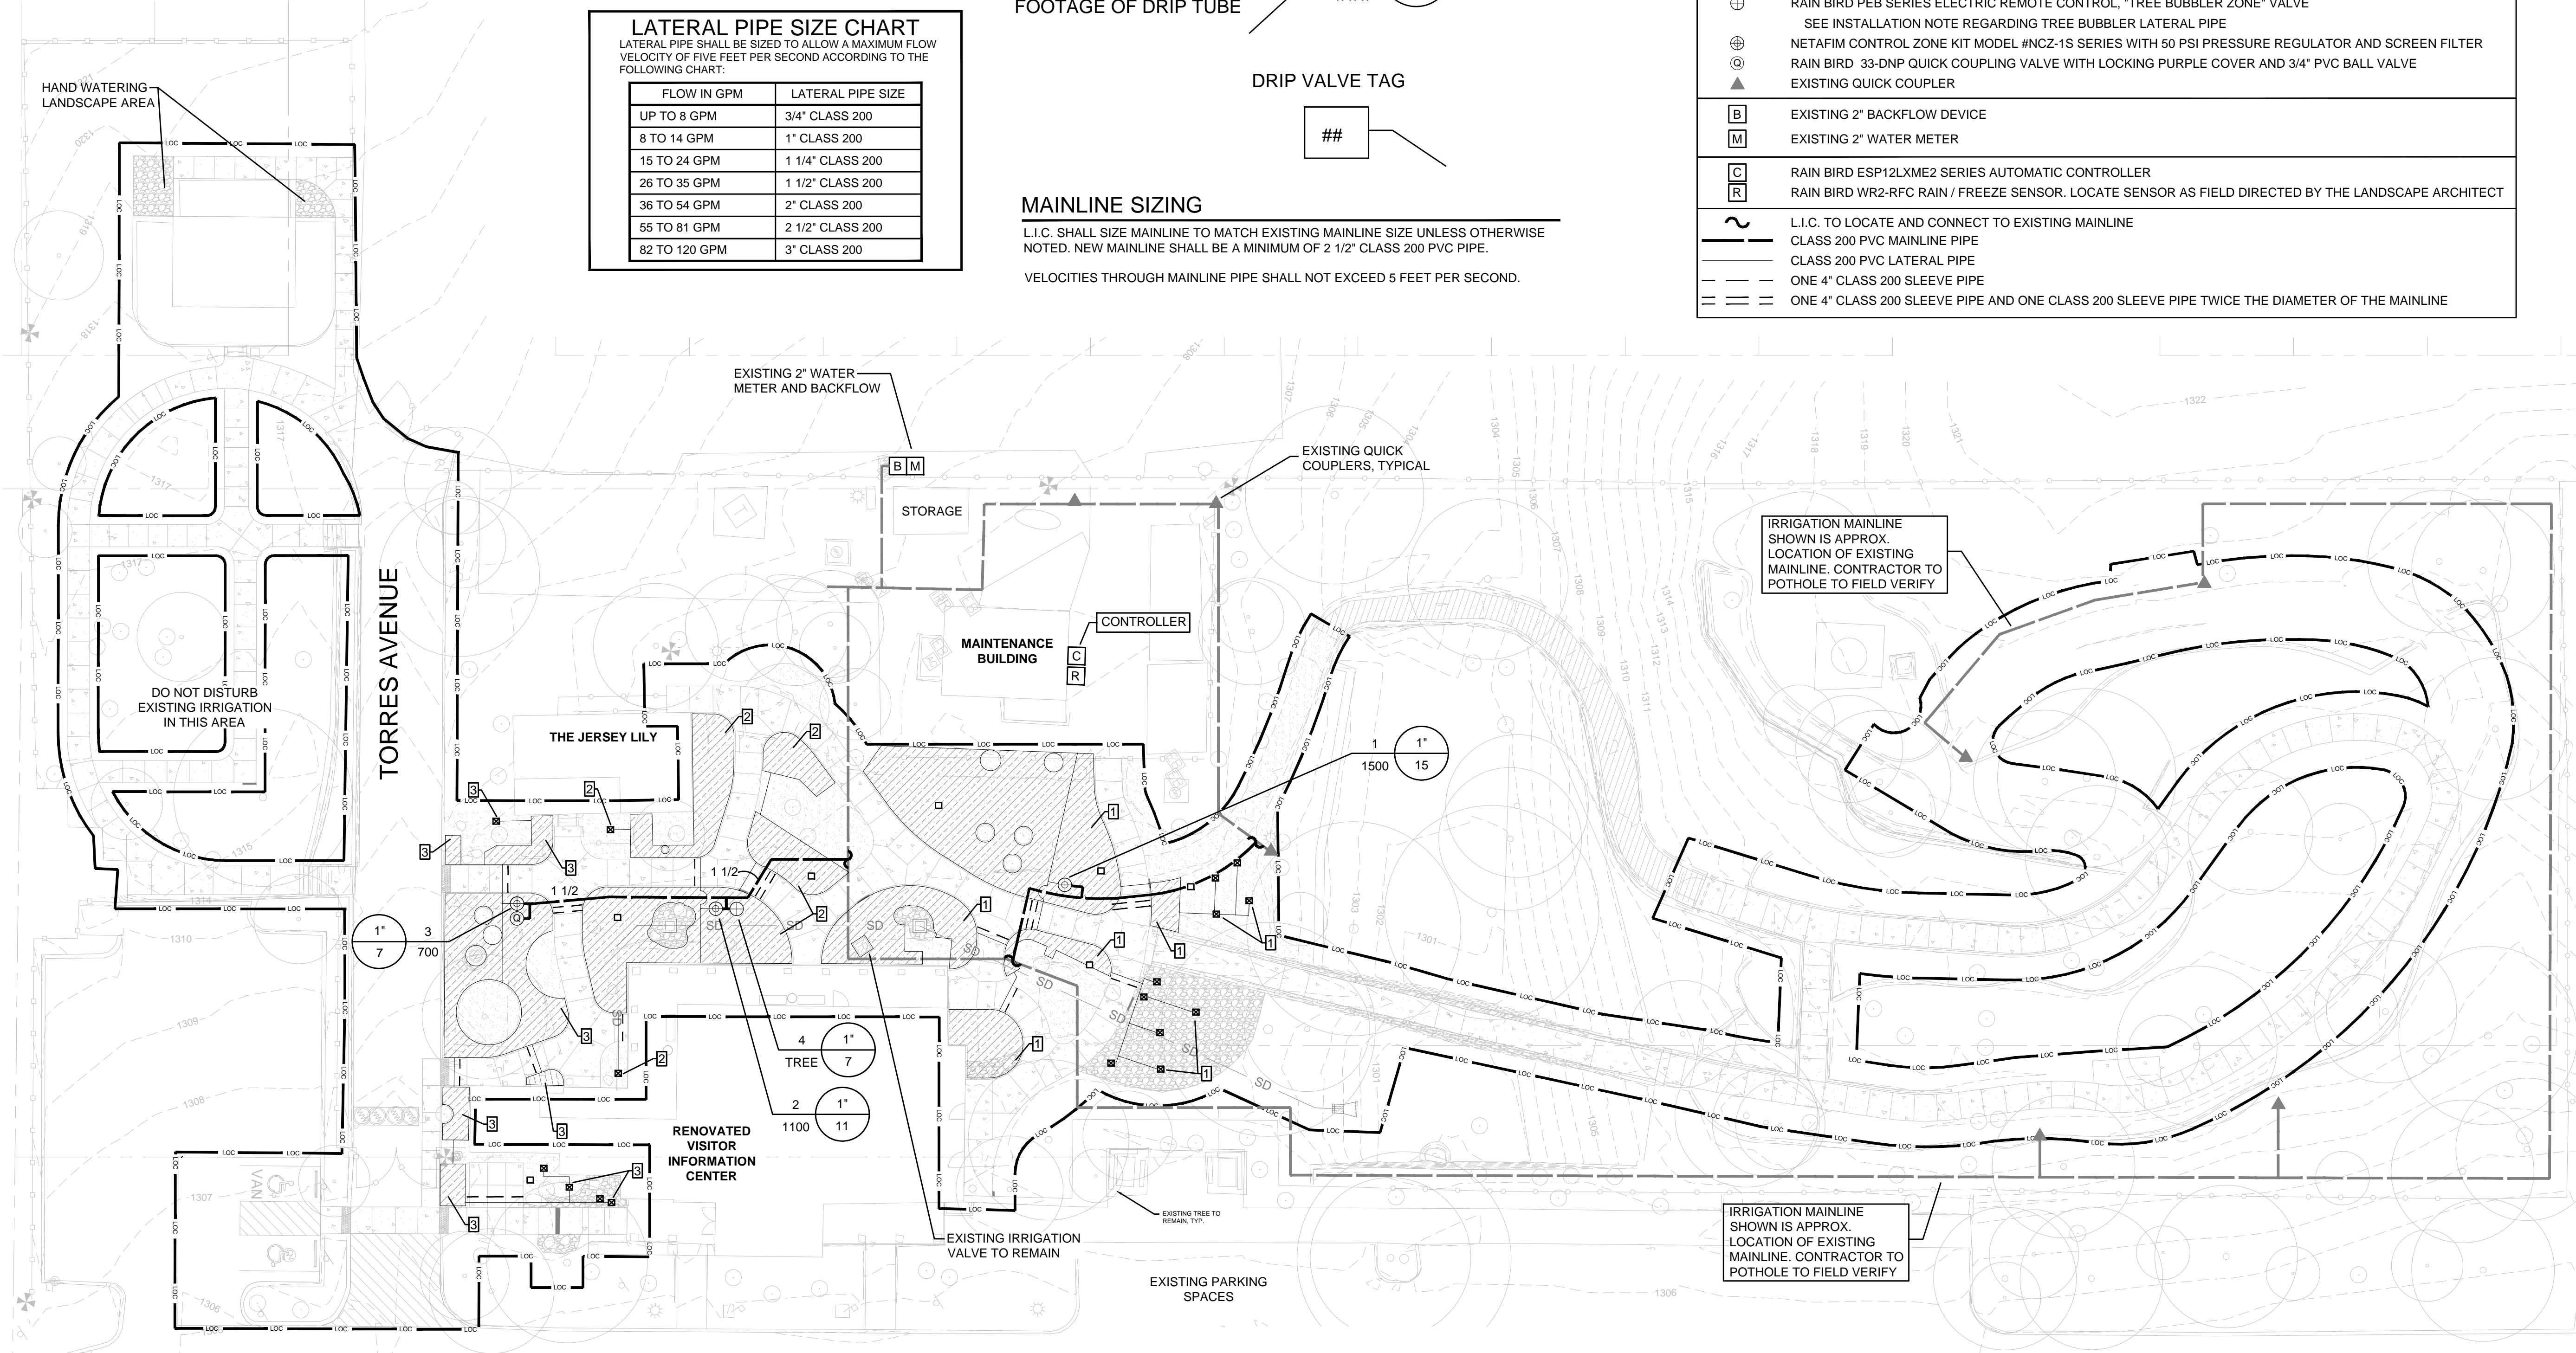 FOOTAGE OF DRIP TUBE
LATERAL PIPE SIZE CHART
LATERAL PIPE SHALL BE SIZED TO ALLOW A MAXIMUM FLOW
VELOCITY OF FIVE FEET PER SECOND ACCORDING TO THE
FOLLOWING CHART:
FLOW IN GPM LATERAL PIPE SIZE
UP TO 8 GPM 3/4" CLASS 200
8 TO 14 GPM 1" CLASS 200
15 TO 24 GPM 1 1/4" CLASS 200
26 TO 35 GPM 1 1/2" CLASS 200
36 TO 54 GPM 2" CLASS 200
55 TO 81 GPM 2 1/2" CLASS 200
82 TO 120 GPM 3" CLASS 200
DRIP VALVE TAG
##
MAINLINE SIZING
L.I.C. SHALL SIZE MAINLINE TO MATCH EXISTING MAINLINE SIZE UNLESS OTHERWISE
NOTED. NEW MAINLINE SHALL BE A MINIMUM OF 2 1/2" CLASS 200 PVC PIPE.
VELOCITIES THROUGH MAINLINE PIPE SHALL NOT EXCEED 5 FEET PER SECOND.
RAIN BIRD PEB SERIES ELECTRIC REMOTE CONTROL, "TREE BUBBLER ZONE" VALVE
SEE INSTALLATION NOTE REGARDING TREE BUBBLER LATERAL PIPE
NETAFIM CONTROL ZONE KIT MODEL #NCZ-1S SERIES WITH 50 PSI PRESSURE REGULATOR AND SCREEN FILTER
Q RAIN BIRD 33-DNP QUICK COUPLING VALVE WITH LOCKING PURPLE COVER AND 3/4" PVC BALL VALVE
EXISTING QUICK COUPLER
B EXISTING 2" BACKFLOW DEVICE
M EXISTING 2" WATER METER
C RAIN BIRD ESP12LXME2 SERIES AUTOMATIC CONTROLLER
R RAIN BIRD WR2-RFC RAIN / FREEZE SENSOR. LOCATE SENSOR AS FIELD DIRECTED BY THE LANDSCAPE ARCHITECT
L.I.C. TO LOCATE AND CONNECT TO EXISTING MAINLINE
CLASS 200 PVC MAINLINE PIPE
CLASS 200 PVC LATERAL PIPE
ONE 4" CLASS 200 SLEEVE PIPE
ONE 4" CLASS 200 SLEEVE PIPE AND ONE CLASS 200 SLEEVE PIPE TWICE THE DIAMETER OF THE MAINLINE
HAND WATERING
LANDSCAPE AREA
EXISTING 2" WATER
METER AND BACKFLOW
B M
STORAGE
EXISTING QUICK
COUPLERS, TYPICAL
IRRIGATION MAINLINE
SHOWN IS APPROX.
LOCATION OF EXISTING
MAINLINE. CONTRACTOR TO
POTHOLE TO FIELD VERIFY
TORRES AVENUE
DO NOT DISTURB
EXISTING IRRIGATION
IN THIS AREA
THE JERSEY LILY
MAINTENANCE
BUILDING
CONTROLLER
C
R
1 1"
1500 15
1 1/2
1 1/2
1" 3
7 700
4 1"
TREE 7
2 1"
1100 11
RENOVATED
VISITOR
INFORMATION
CENTER
EXISTING IRRIGATION
VALVE TO REMAIN
EXISTING TREE TO
REMAIN, TYP.
EXISTING PARKING
SPACES
IRRIGATION MAINLINE
SHOWN IS APPROX.
LOCATION OF EXISTING
MAINLINE. CONTRACTOR TO
POTHOLE TO FIELD VERIFY
VAN